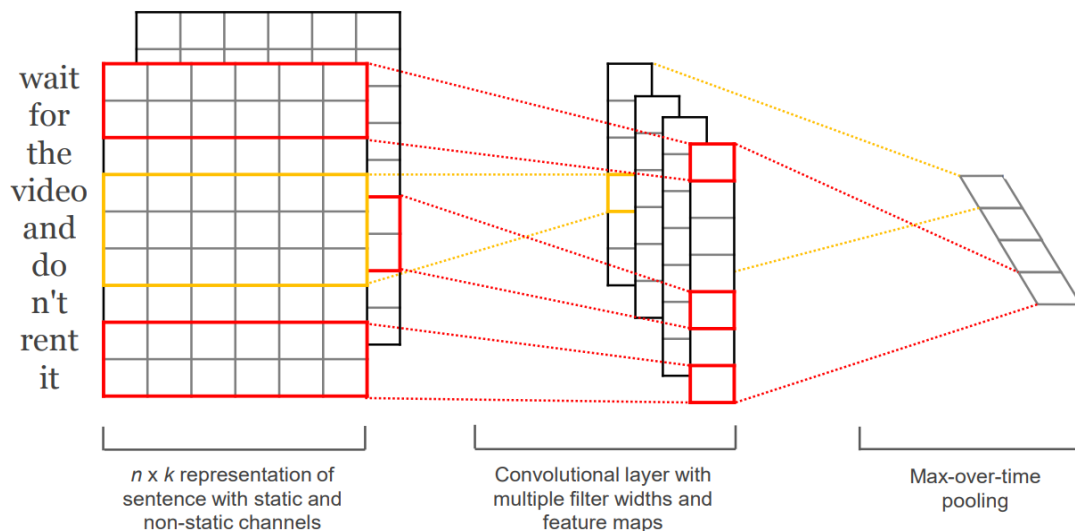 wait
for
the
video
and
do
n't
rent
it
n x k representation of
sentence with static and
non-static channels
Convolutional layer with
multiple filter widths and
feature maps
Max-over-time
pooling